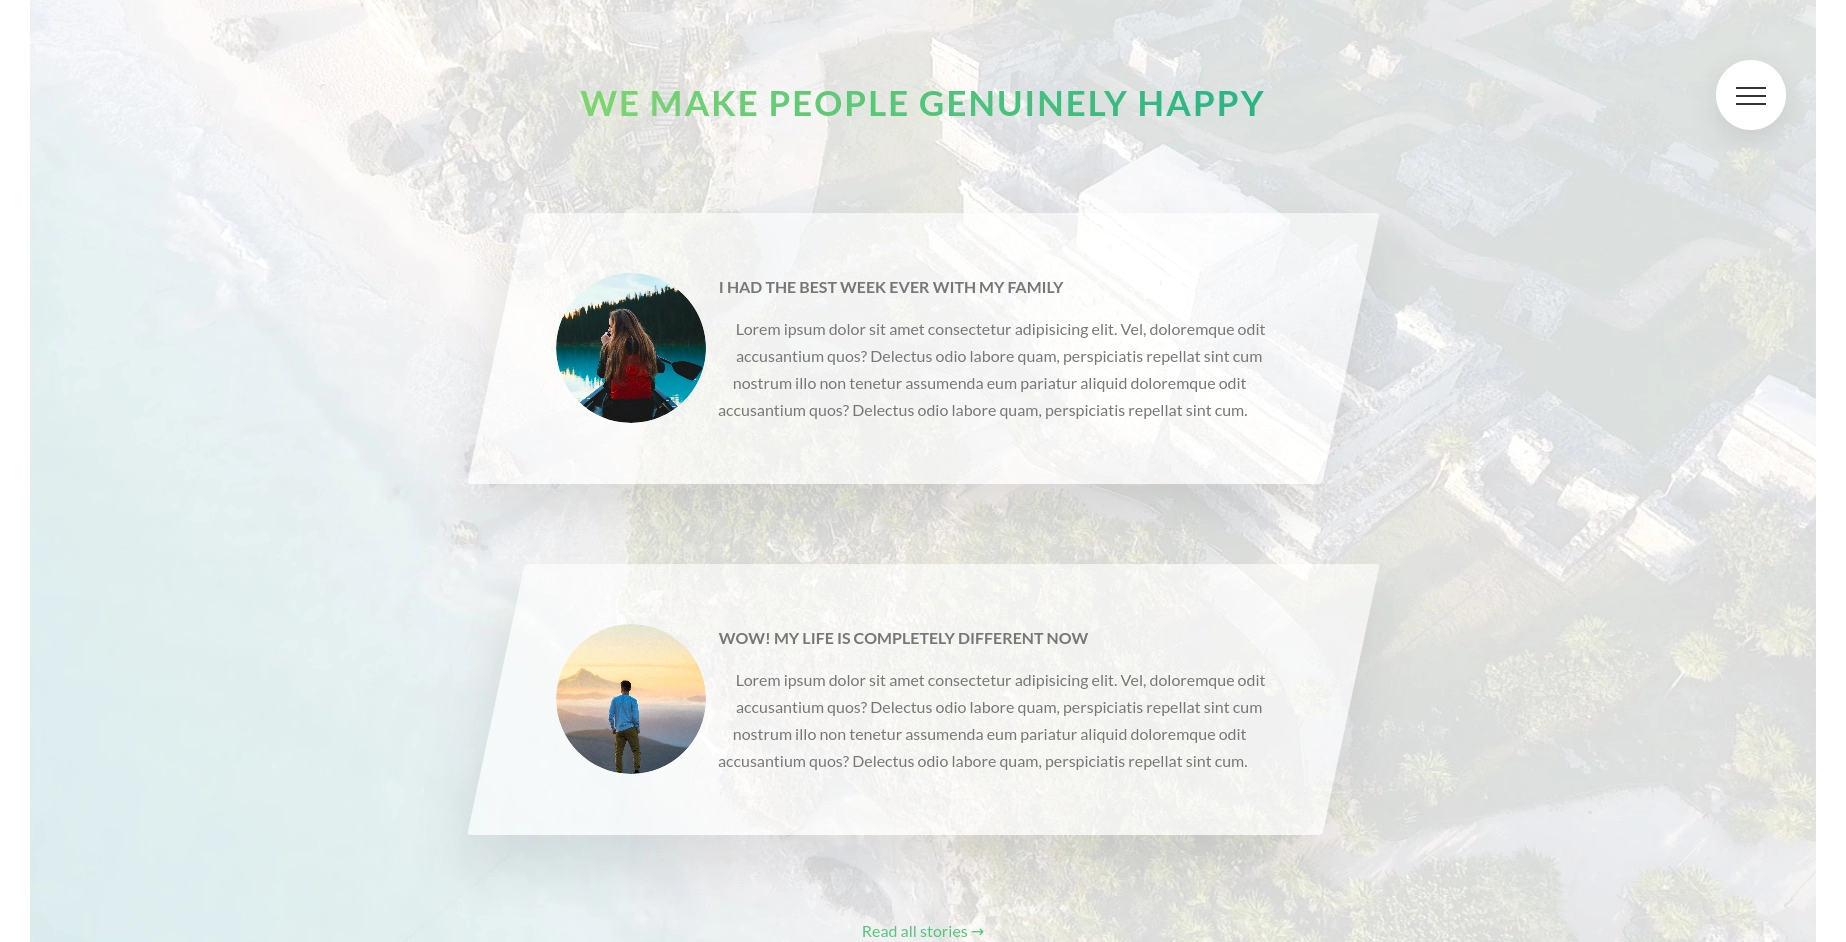 WE MAKE PEOPLE GENUINELY HAPPY
I HAD THE BEST WEEK EVER WITH MY FAMILY
Lorem ipsum dolor sit amet consectetur adipisicing elit. Vel, doloremque odit
accusantium quos? Delectus odio labore quam, perspiciatis repellat sint cum
nostrum illo non tenetur assumenda eum pariatur aliquid doloremque odit
accusantium quos? Delectus odio labore quam, perspiciatis repellat sint cum.
WOW! MY LIFE IS COMPLETELY DIFFERENT NOW
Lorem ipsum dolor sit amet consectetur adipisicing elit. Vel, doloremque odit
accusantium quos? Delectus odio labore quam, perspiciatis repellat sint cum
nostrum illo non tenetur assumenda eum pariatur aliquid doloremque odit
accusantium quos? Delectus odio labore quam, perspiciatis repellat sint cum.
Read all stories →